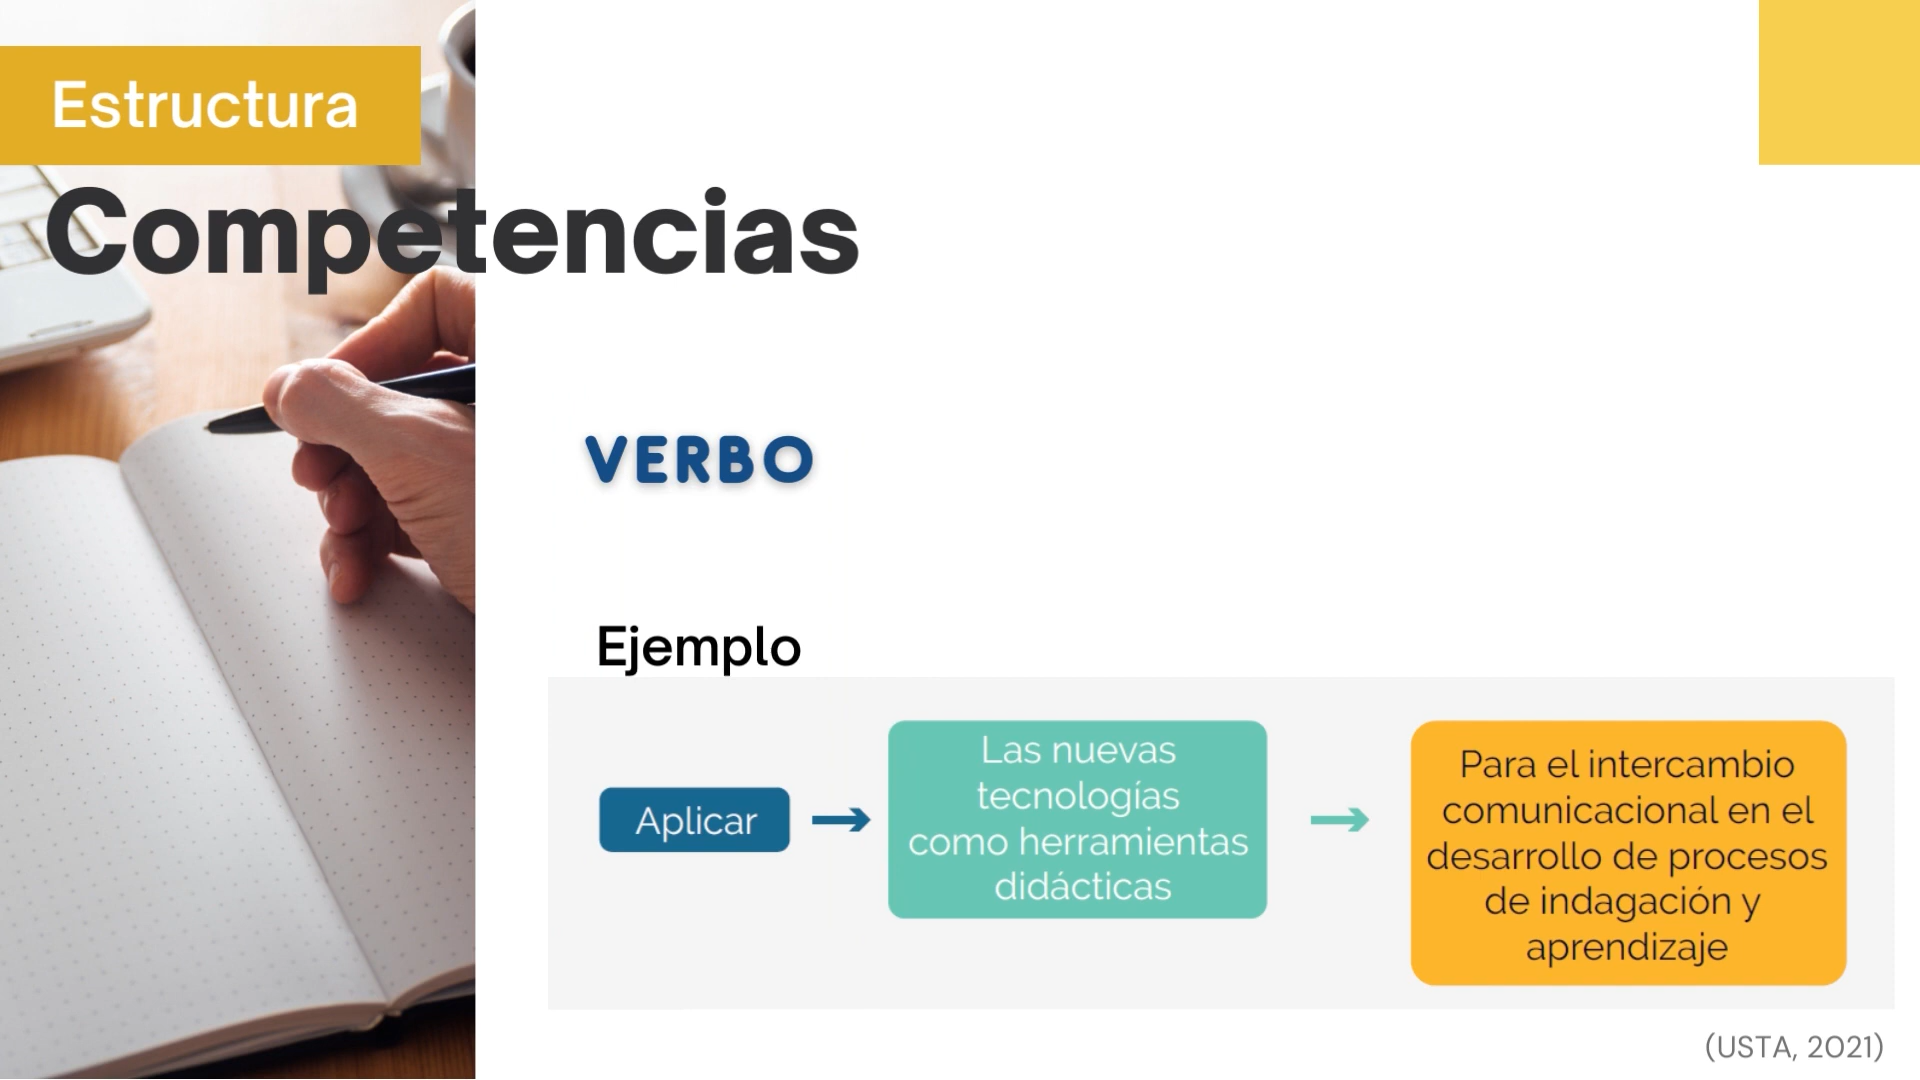 Estructura
Competencias
VERBO
Ejemplo
Aplicar
Las nuevas
tecnologías
como herramientas
didácticas
Para el intercambio
comunicacional en el
desarrollo de procesos
de indagación y
aprendizaje
(USTA, 2021)